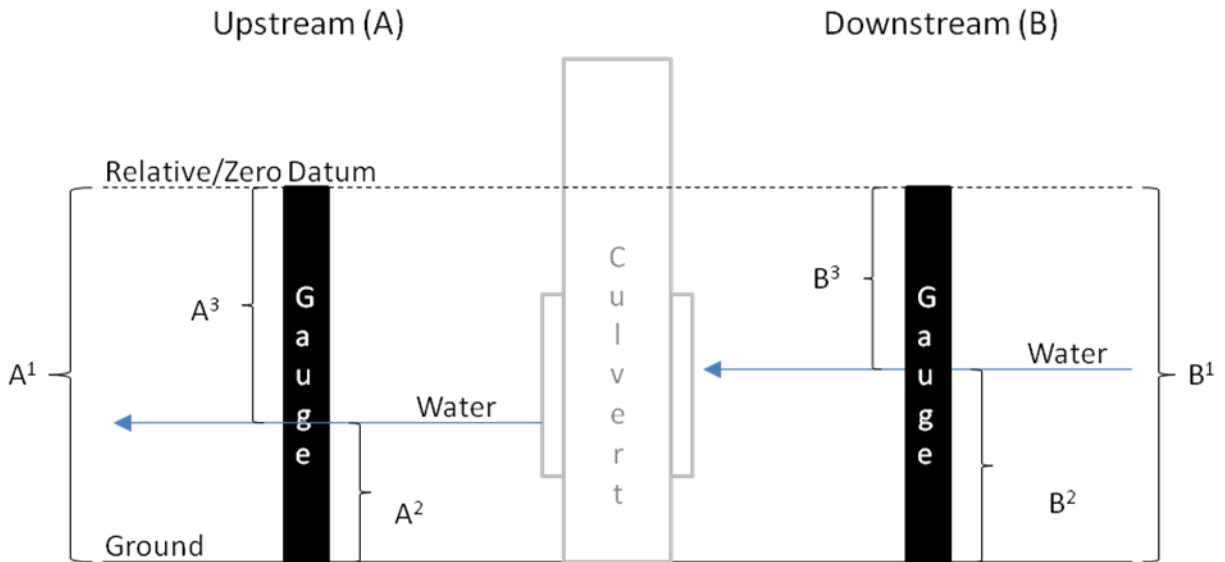 Upstream (A)
Downstream (B)
Relative/Zero Datum
A¹
A³
Gauge
Water
A²
Ground
Culvert
B³
Gauge
Water
B¹
B²